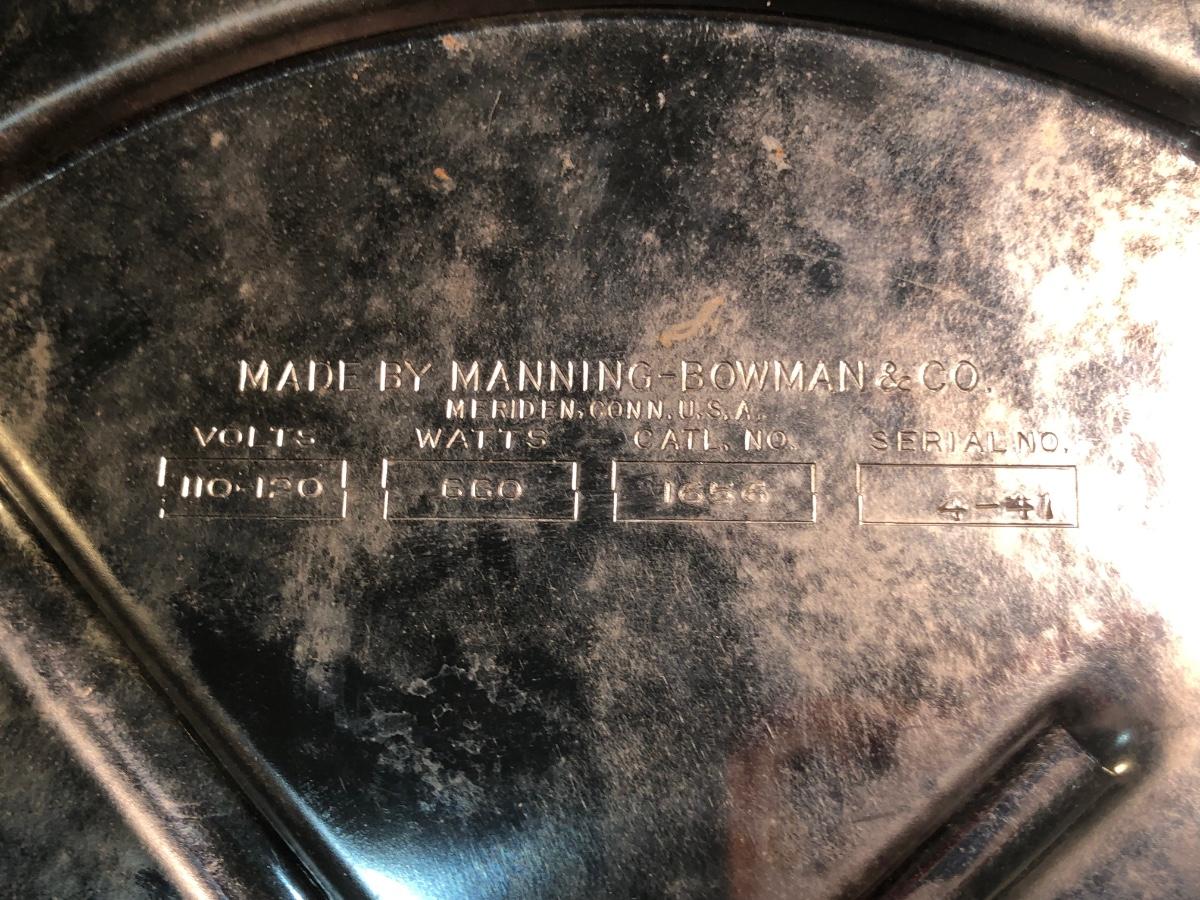 MADE BY MANNING-BOWMAN & CO.
MERIDEN, CONN. U.S.A.
VOLTS WATTS CATL. NO. SERIAL NO.
110-120 660 1656 4-41